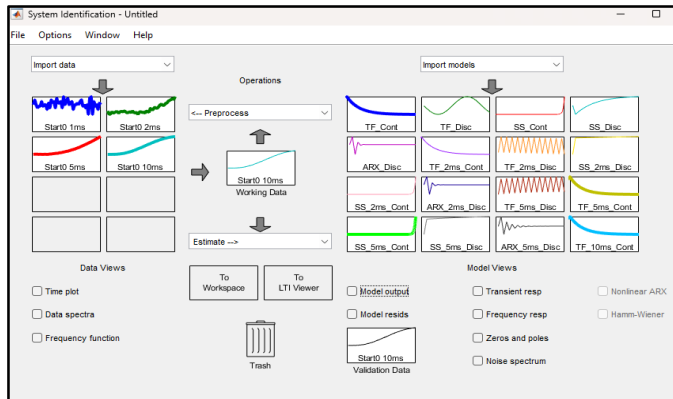 System Identification - Untitled
File Options Window Help
Import data
Operations
Import models
Start0 1ms
Start0 2ms
<-- Preprocess
TF_Cont
TF_Disc
SS_Cont
SS_Disc
Start0 5ms
Start0 10ms
Start0 10ms
Working Data
ARX_Disc
TF_2ms_Cont
TF_2ms_Disc
SS_2ms_Disc
SS_2ms_Cont
ARX_2ms_Disc
TF_5ms_Disc
TF_5ms_Cont
Estimate -->
SS_5ms_Cont
SS_5ms_Disc
ARX_5ms_Disc
TF_10ms_Cont
Data Views
To
Workspace
To
LTI Viewer
Model Views
Time plot
Data spectra
Frequency function
Trash
Model output
Transient resp
Nonlinear ARX
Model resids
Frequency resp
Hamm-Wiener
Start0 10ms
Validation Data
Zeros and poles
Noise spectrum